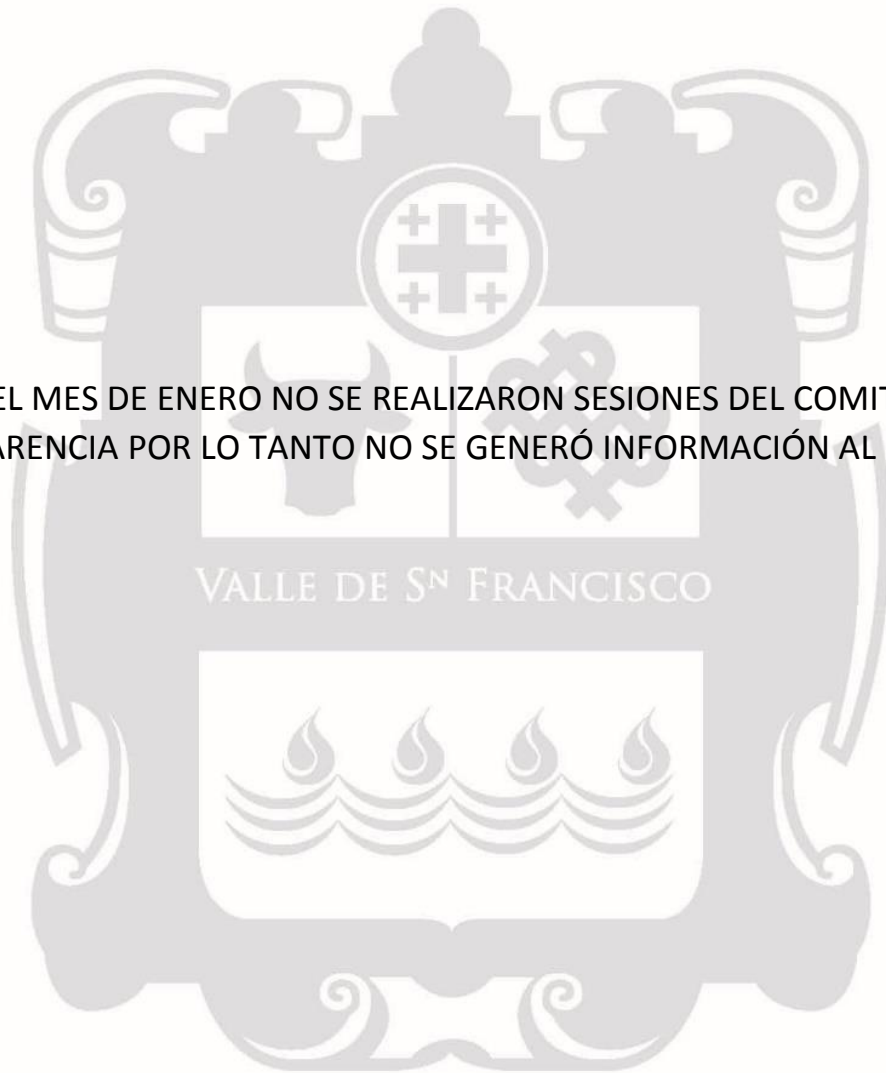 EL MES DE ENERO NO SE REALIZARON SESIONES DEL COMIT
ARENCIA POR LO TANTO NO SE GENERÓ INFORMACIÓN AL
VALLE DE SN FRANCISCO